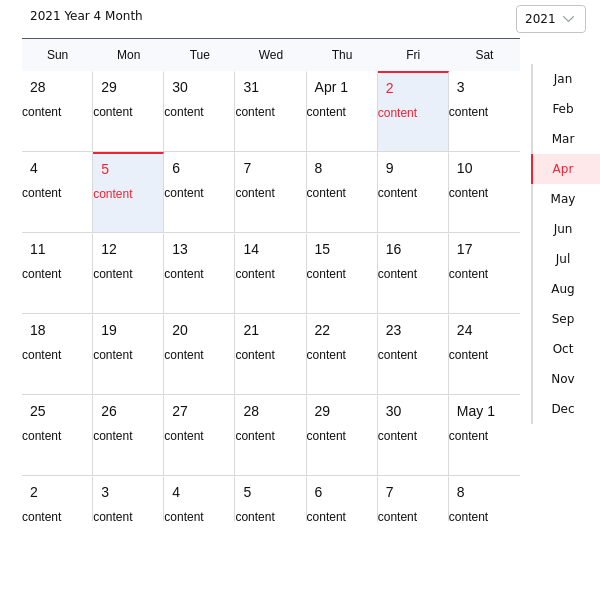 2021 Year 4 Month
2021
Sun Mon Tue Wed Thu Fri Sat
28 29 30 31 Apr 1 2 3
content content content content content content content
4 5 6 7 8 9 10
content content content content content content content
11 12 13 14 15 16 17
content content content content content content content
18 19 20 21 22 23 24
content content content content content content content
25 26 27 28 29 30 May 1
content content content content content content content
2 3 4 5 6 7 8
content content content content content content content
Jan
Feb
Mar
Apr
May
Jun
Jul
Aug
Sep
Oct
Nov
Dec